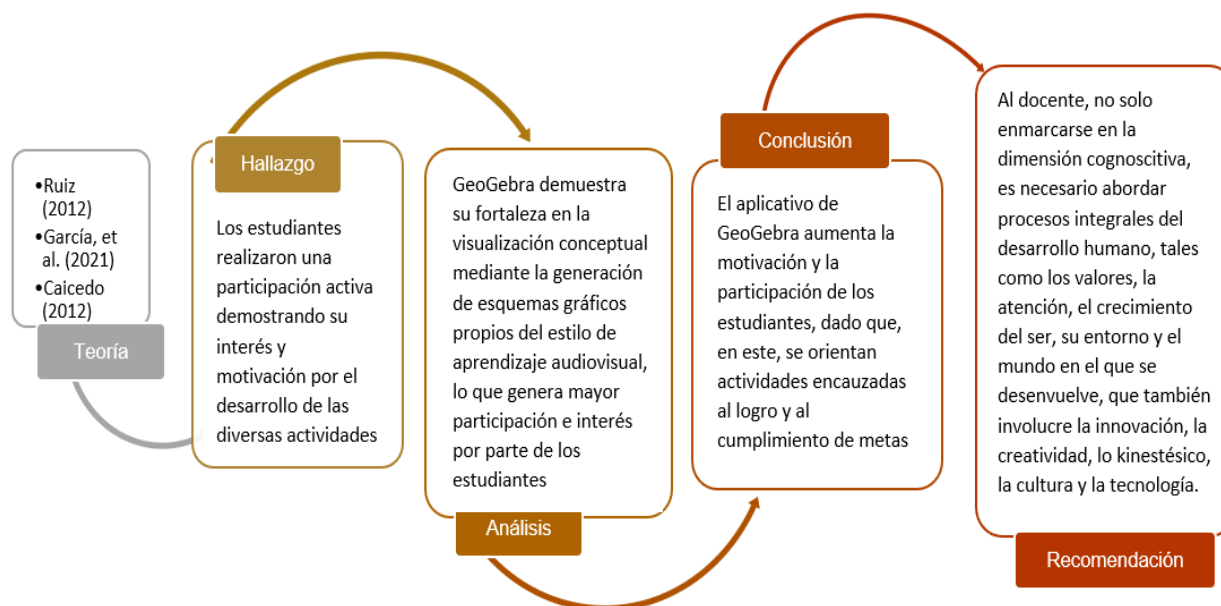 •Ruiz
(2012)
•García, et
al. (2021)
•Caicedo
(2012)
Teoría
Hallazgo
Los estudiantes
realizaron una
participación activa
demostrando su
interés y
motivación por el
desarrollo de las
diversas actividades
GeoGebra demuestra
su fortaleza en la
visualización conceptual
mediante la generación
de esquemas gráficos
propios del estilo de
aprendizaje audiovisual,
lo que genera mayor
participación e interés
por parte de los
estudiantes
Análisis
Conclusión
El aplicativo de
GeoGebra aumenta la
motivación y la
participación de los
estudiantes, dado que,
en este, se orientan
actividades encauzadas
al logro y al
cumplimiento de metas
Al docente, no solo
enmarcarse en la
dimensión cognoscitiva,
es necesario abordar
procesos integrales del
desarrollo humano, tales
como los valores, la
atención, el crecimiento
del ser, su entorno y el
mundo en el que se
desenvuelve, que también
involucre la innovación, la
creatividad, lo kinestésico,
la cultura y la tecnología.
Recomendación